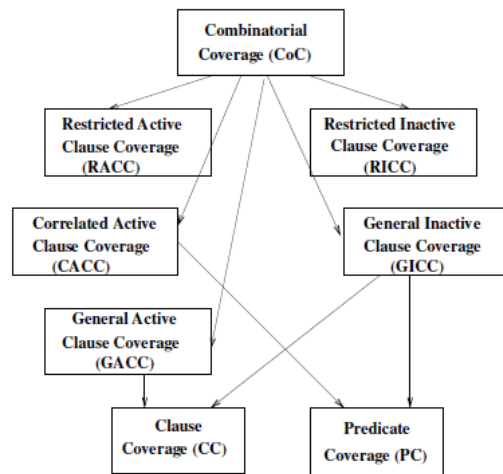 Combinatorial
Coverage (CoC)
Restricted Active
Clause Coverage
(RACC)
Restricted Inactive
Clause Coverage
(RICC)
Correlated Active
Clause Coverage
(CACC)
General Inactive
Clause Coverage
(GICC)
General Active
Clause Coverage
(GACC)
Clause
Coverage (CC)
Predicate
Coverage (PC)